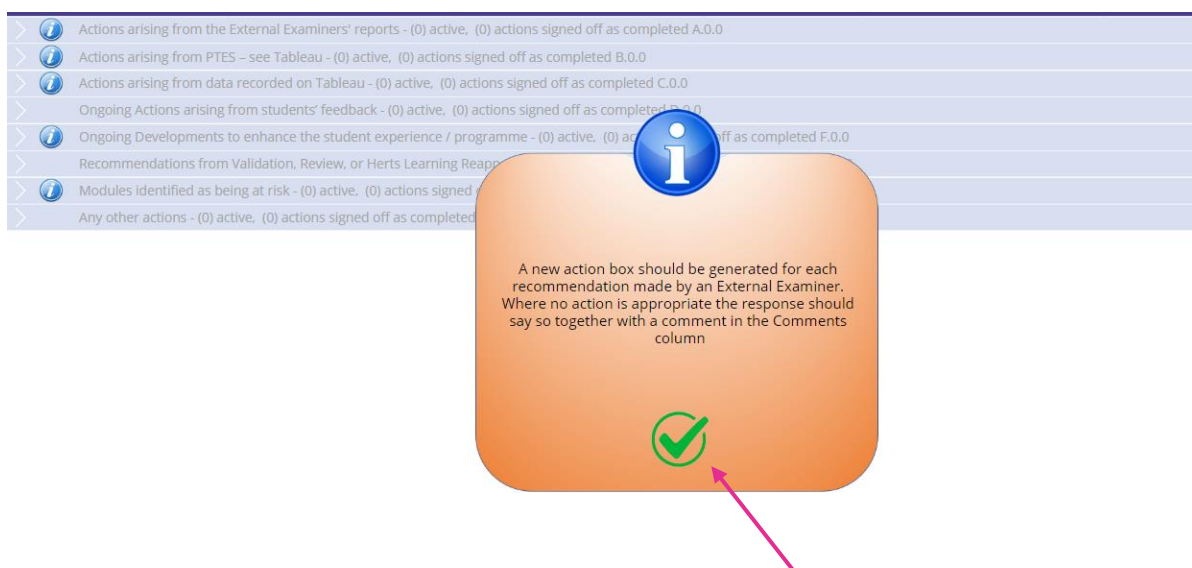 Actions arising from the External Examiners' reports - (0) active, (0) actions signed off as completed A.0.0
Actions arising from PTES – see Tableau - (0) active, (0) actions signed off as completed B.0.0
Actions arising from data recorded on Tableau - (0) active, (0) actions signed off as completed C.0.0
Ongoing Actions arising from students' feedback - (0) active, (0) actions signed off as completed D.0.0
Ongoing Developments to enhance the student experience / programme - (0) active, (0) off as completed F.0.0
Recommendations from Validation, Review, or Herts Learning
Modules identified as being at risk - (0) active, (0) actions signed
Any other actions - (0) active, (0) actions signed off as completed
A new action box should be generated for each
recommendation made by an External Examiner.
Where no action is appropriate the response should
say so together with a comment in the Comments
column